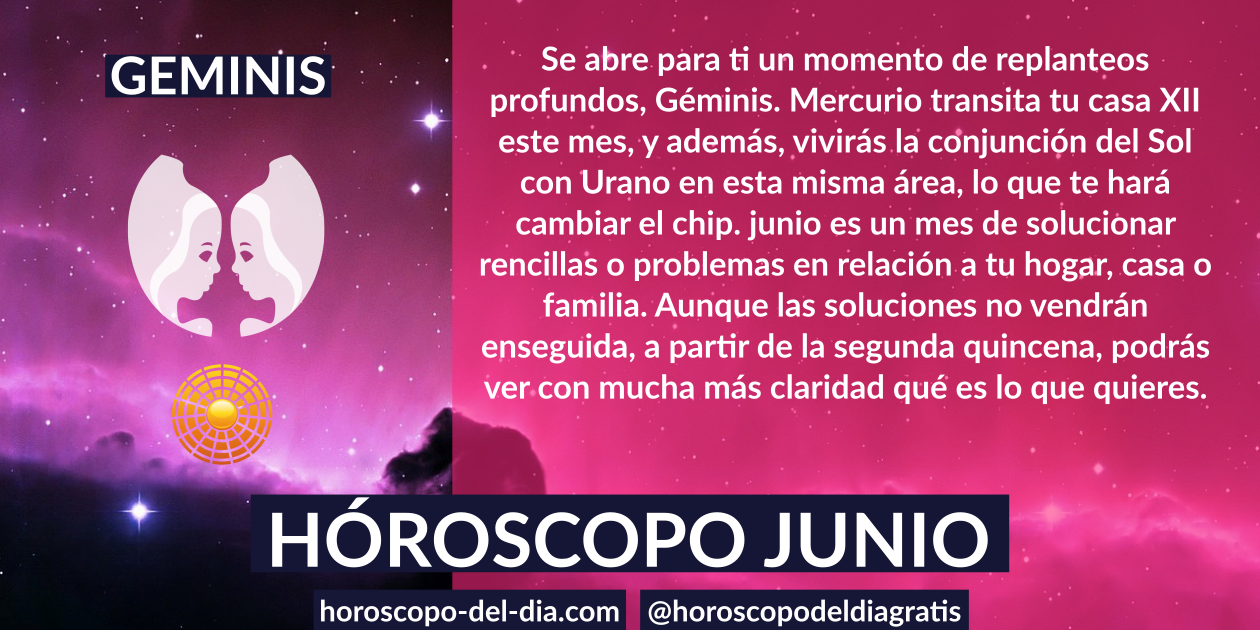 GEMINIS
Se abre para ti un momento de replanteos
profundos, Géminis. Mercurio transita tu casa XII
este mes, y además, vivirás la conjunción del Sol
con Urano en esta misma área, lo que te hará
cambiar el chip. junio es un mes de solucionar
rencillas o problemas en relación a tu hogar, casa o
familia. Aunque las soluciones no vendrán
enseguida, a partir de la segunda quincena, podrás
ver con mucha más claridad qué es lo que quieres.
HÓROSCOPO JUNIO
horoscopo-del-dia.com
@horoscopodeldiagratis